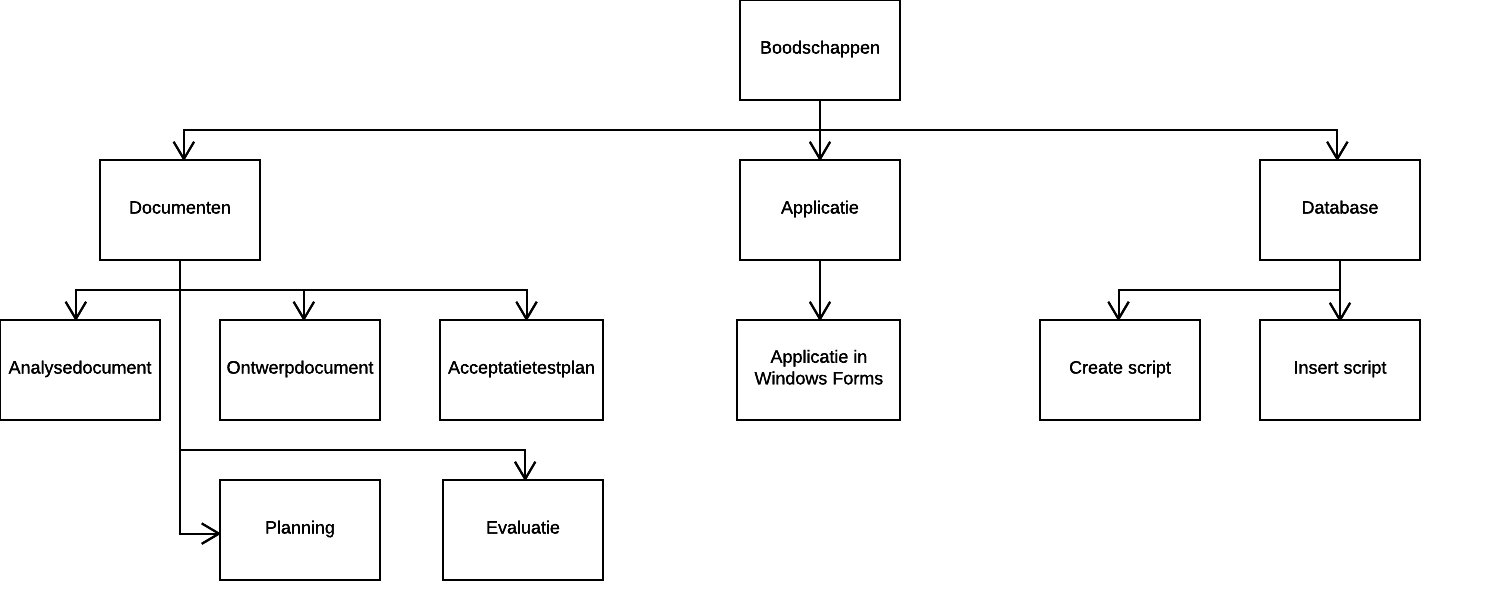 Boodschappen
Documenten
Applicatie
Database
Analysedocument
Ontwerpdocument
Acceptatietestplan
Applicatie in
Windows Forms
Create script
Insert script
Planning
Evaluatie